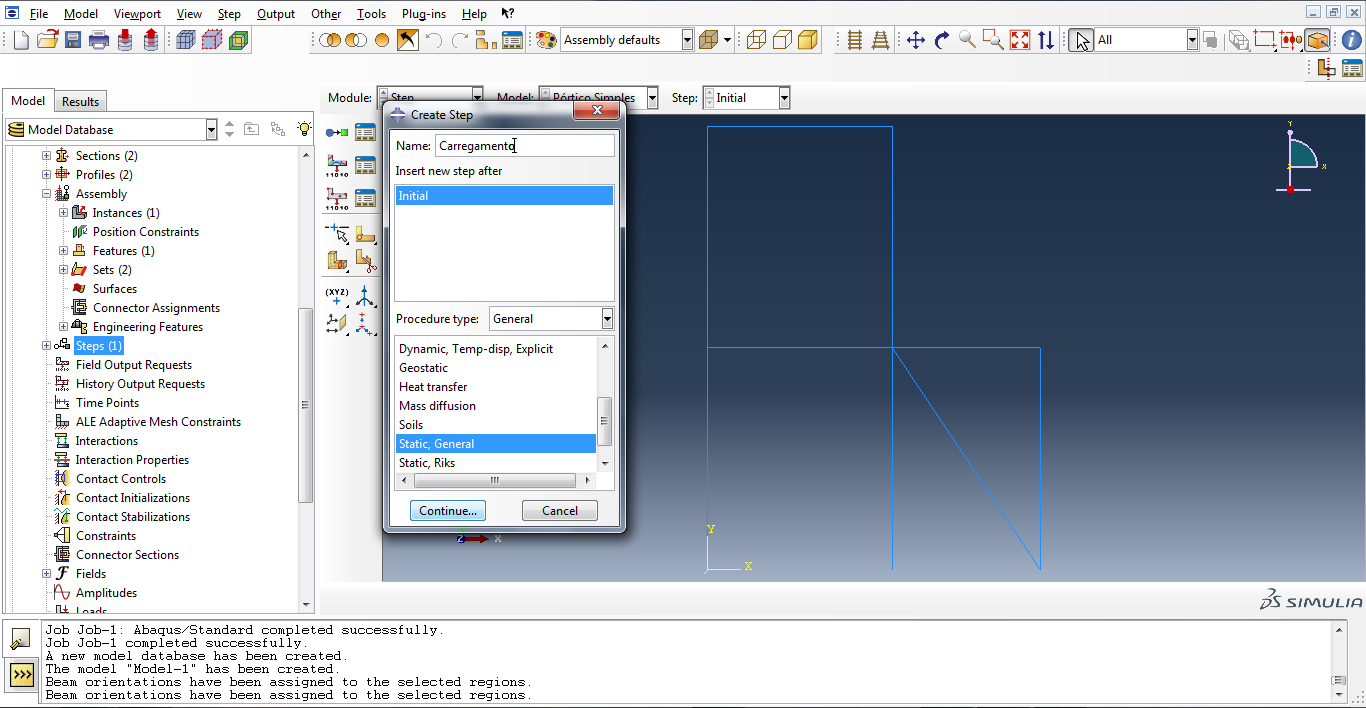 File Model Viewport View Step Output Other Tools Plug-ins Help
Assembly defaults
All
Model Results
Module: Step Model: Pórtico Simples Step: Initial
Model Database
Sections (2)
Profiles (2)
Assembly
Instances (1)
Position Constraints
Features (1)
Sets (2)
Surfaces
Connector Assignments
Engineering Features
Steps (1)
Field Output Requests
History Output Requests
Time Points
ALE Adaptive Mesh Constraints
Interactions
Interaction Properties
Contact Controls
Contact Initializations
Contact Stabilizations
Constraints
Connector Sections
Fields
Amplitudes
Loads
11010
11010
(XYZ)
Create Step
Name: Carregamento
Insert new step after
Initial
Procedure type: General
Dynamic, Temp-disp, Explicit
Geostatic
Heat transfer
Mass diffusion
Soils
Static, General
Static, Riks
Continue... Cancel
Z X
Y
X
Y
X
SIMULIA
Job Job-1: Abaqus/Standard completed successfully.
Job Job-1 completed successfully.
A new model database has been created.
The model "Model-1" has been created.
Beam orientations have been assigned to the selected regions.
Beam orientations have been assigned to the selected regions.